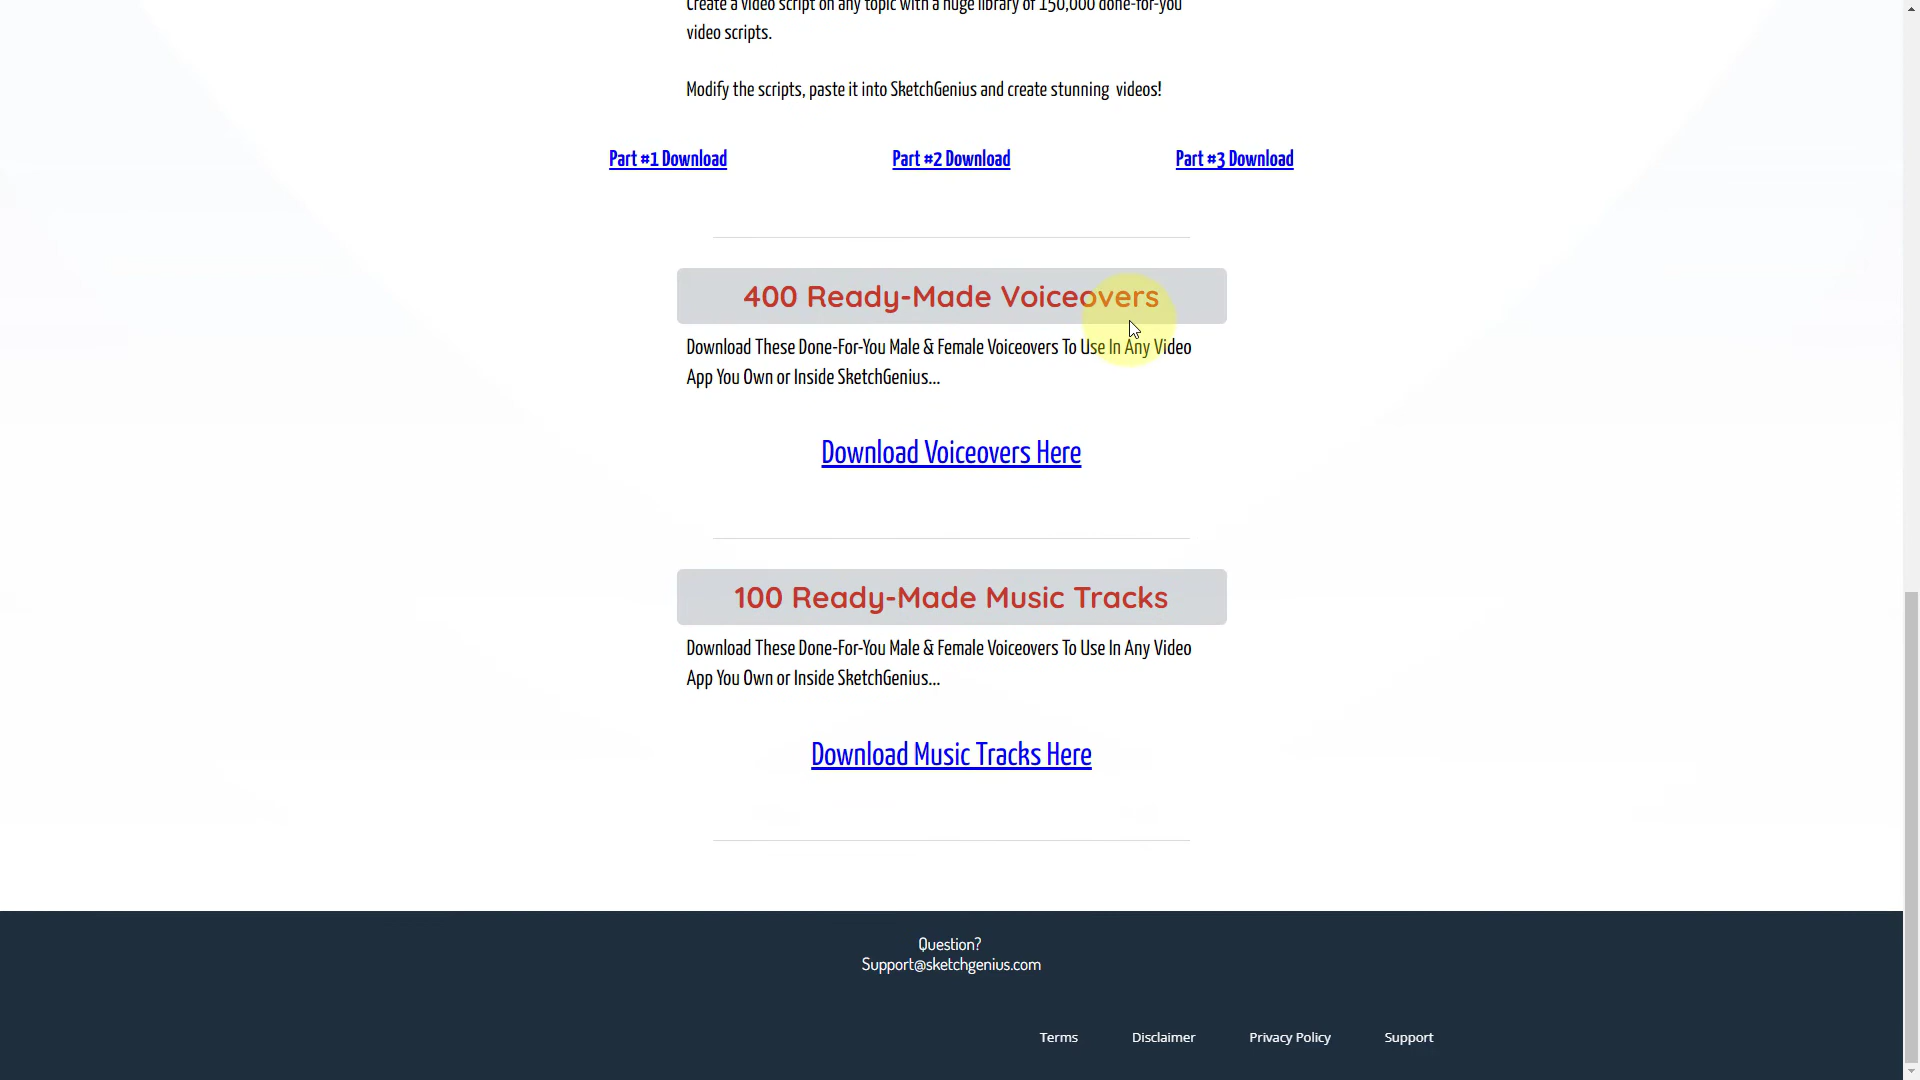 Create a video script on any topic with a huge library of 150,000 done-for-you
video scripts.
Modify the scripts, paste it into SketchGenius and create stunning videos!
Part #1 Download
Part #2 Download
Part #3 Download
400 Ready-Made Voiceovers
Download These Done-For-You Male & Female Voiceovers To Use In Any Video
App You Own or Inside SketchGenius...
Download Voiceovers Here
100 Ready-Made Music Tracks
Download These Done-For-You Male & Female Voiceovers To Use In Any Video
App You Own or Inside SketchGenius...
Download Music Tracks Here
Question?
Support@sketchgenius.com
Terms
Disclaimer
Privacy Policy
Support